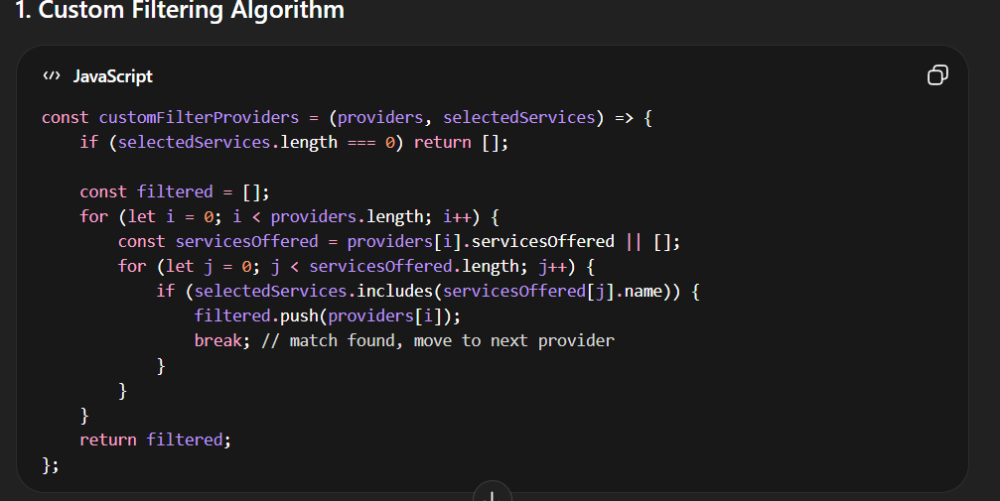 1. Custom Filtering Algorithm
</> JavaScript
const customFilterProviders = (providers, selectedServices) => {
    if (selectedServices.length === 0) return [];

    const filtered = [];
    for (let i = 0; i < providers.length; i++) {
        const servicesOffered = providers[i].servicesOffered || [];
        for (let j = 0; j < servicesOffered.length; j++) {
            if (selectedServices.includes(servicesOffered[j].name)) {
                filtered.push(providers[i]);
                break; // match found, move to next provider
            }
        }
    }
    return filtered;
};